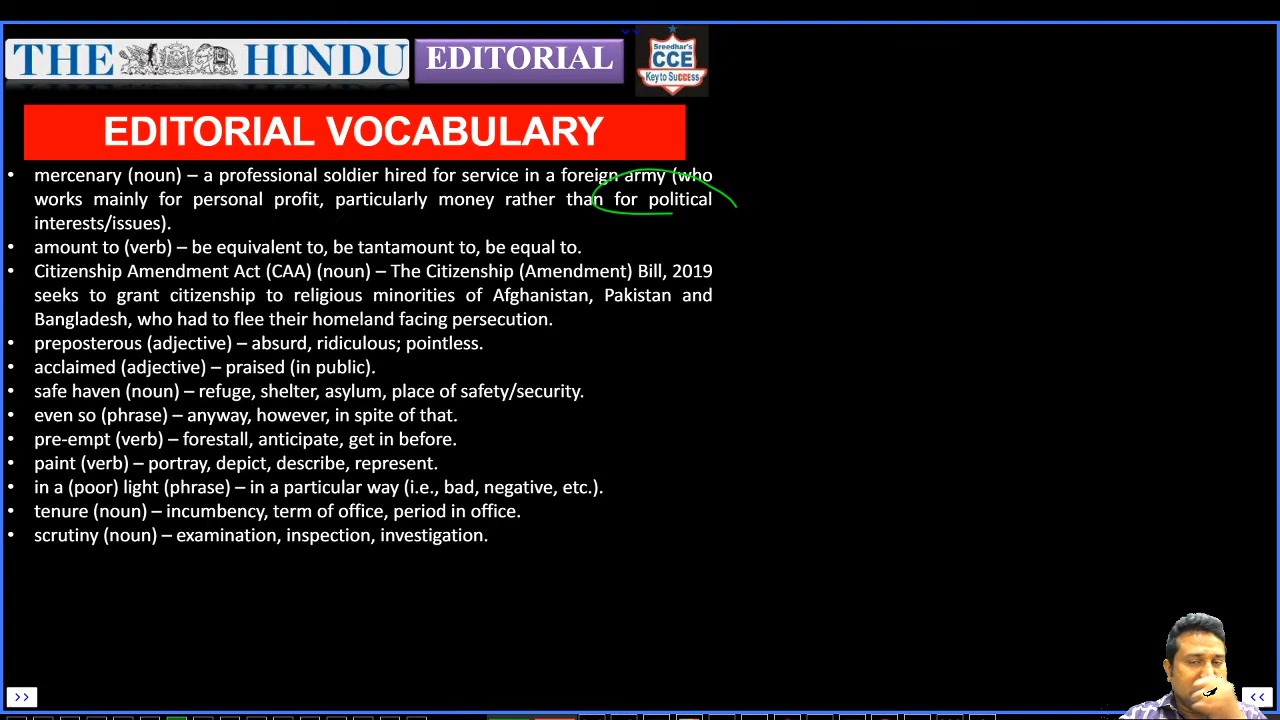 THE HINDU
EDITORIAL
Sreedhar's
CCE
Key to SuCCESS
EDITORIAL VOCABULARY
• mercenary (noun) – a professional soldier hired for service in a foreign army (who
works mainly for personal profit, particularly money rather than for political
interests/issues).
• amount to (verb) – be equivalent to, be tantamount to, be equal to.
• Citizenship Amendment Act (CAA) (noun) – The Citizenship (Amendment) Bill, 2019
seeks to grant citizenship to religious minorities of Afghanistan, Pakistan and
Bangladesh, who had to flee their homeland facing persecution.
• preposterous (adjective) – absurd, ridiculous; pointless.
• acclaimed (adjective) – praised (in public).
• safe haven (noun) – refuge, shelter, asylum, place of safety/security.
• even so (phrase) – anyway, however, in spite of that.
• pre-empt (verb) – forestall, anticipate, get in before.
• paint (verb) – portray, depict, describe, represent.
• in a (poor) light (phrase) – in a particular way (i.e., bad, negative, etc.).
• tenure (noun) – incumbency, term of office, period in office.
• scrutiny (noun) – examination, inspection, investigation.
>>
<<